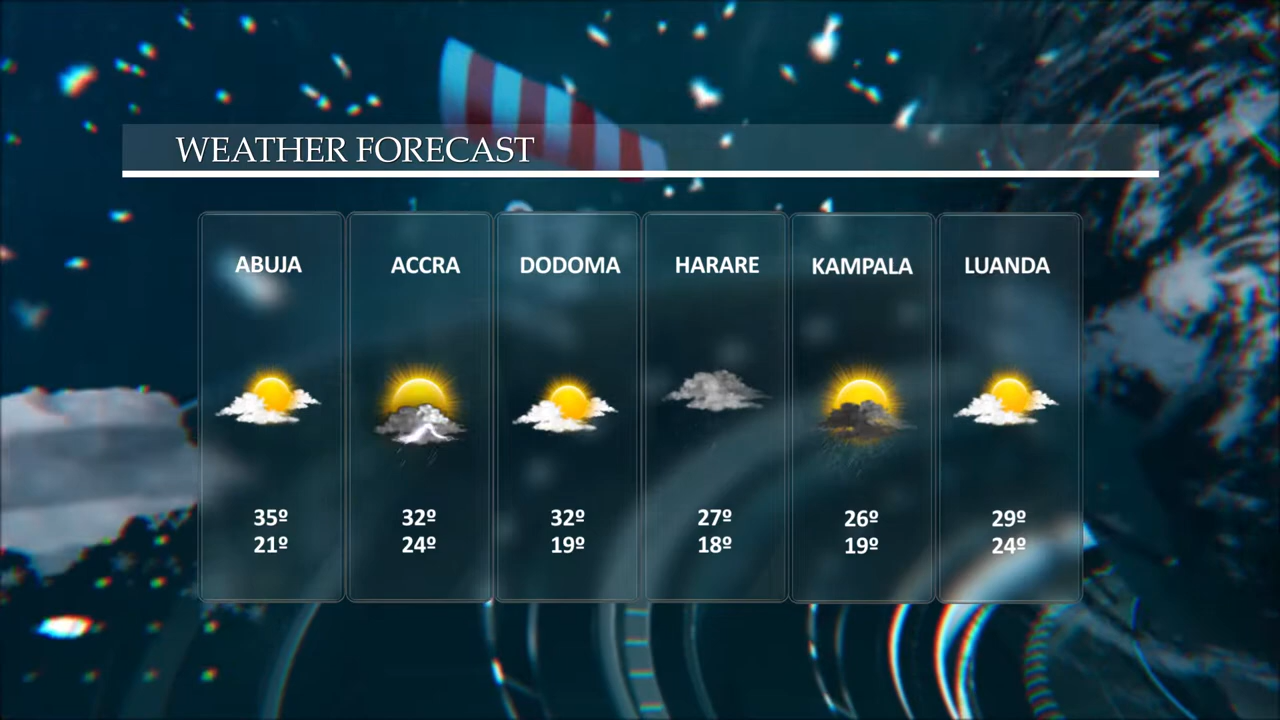 WEATHER FORECAST
ABUJA
35º
21º
ACCRA
32º
24º
DODOMA
32º
19º
HARARE
27º
18º
KAMPALA
26º
19º
LUANDA
29º
24º